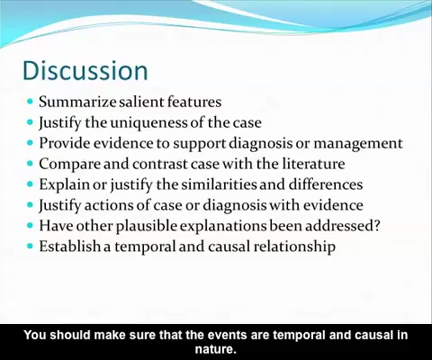 Discussion
Summarize salient features
Justify the uniqueness of the case
Provide evidence to support diagnosis or management
Compare and contrast case with the literature
Explain or justify the similarities and differences
Justify actions of case or diagnosis with evidence
Have other plausible explanations been addressed?
Establish a temporal and causal relationship
You should make sure that the events are temporal and causal in
nature.